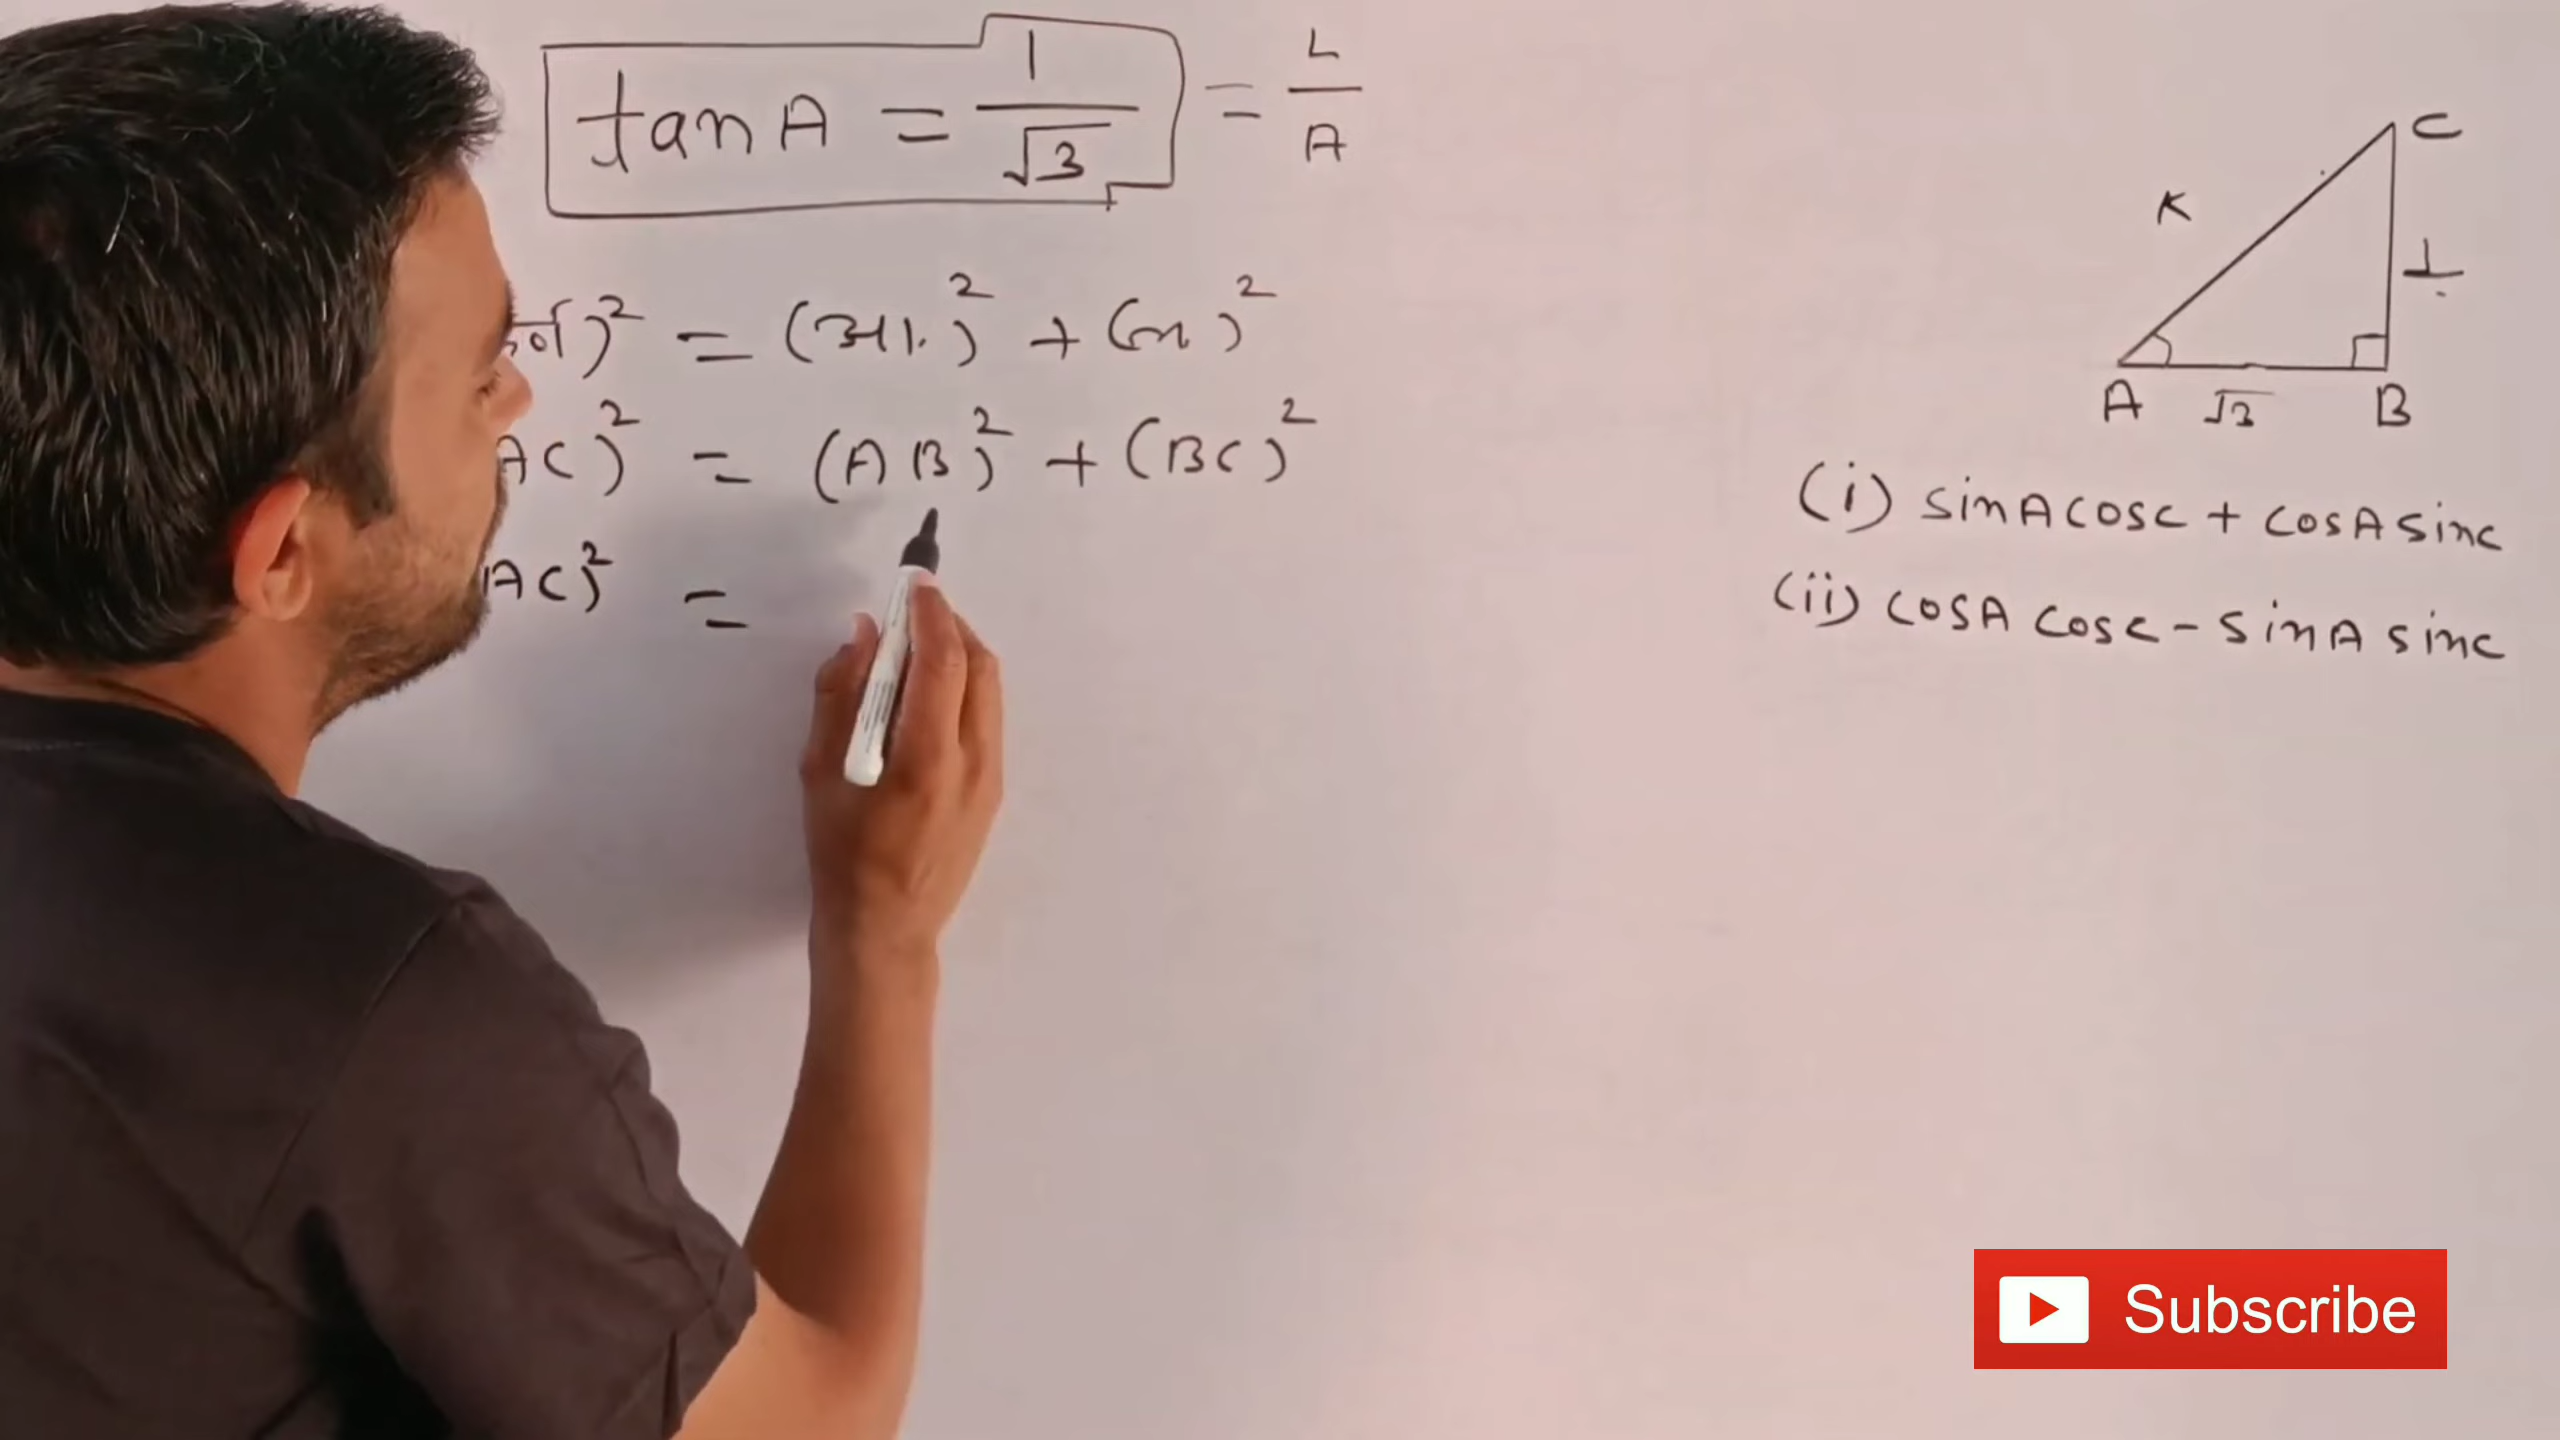 tan A = 1/√3 = L/A
)² = (आ.)² + (ल)²
AC)² = (AB)² + (BC)²
AC)² =
C
K
1
A √3 B
(i) sinA cosC + cosA sinC
(ii) cosA cosC - sinA sinC
Subscribe